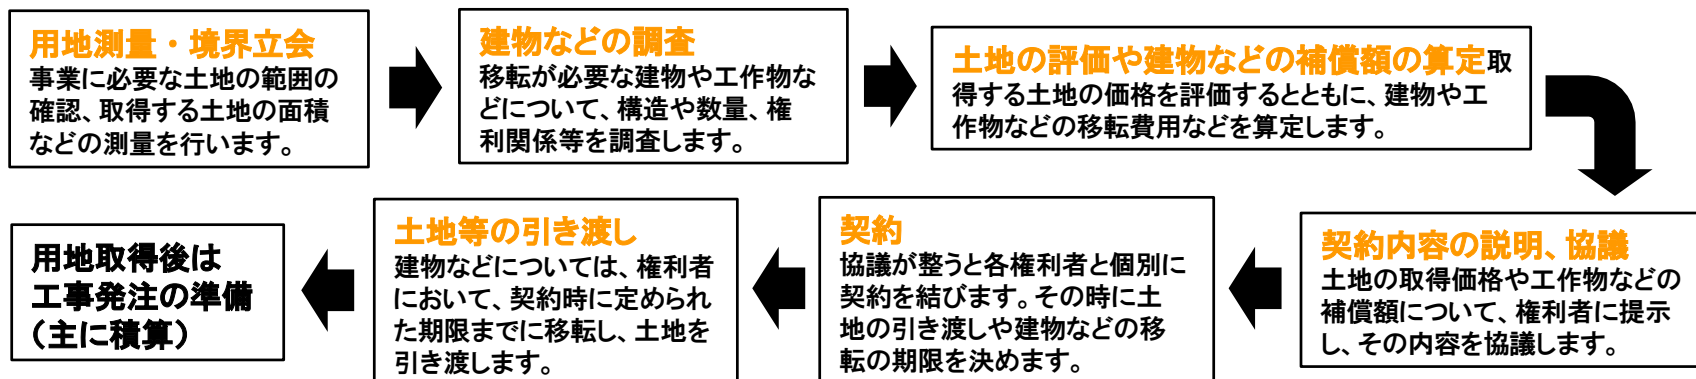 用地測量・境界立会
事業に必要な土地の範囲の
確認、取得する土地の面積
などの測量を行います。
建物などの調査
移転が必要な建物や工作物な
どについて、構造や数量、権
利関係等を調査します。
土地の評価や建物などの補償額の算定取
得する土地の価格を評価するとともに、建物や工
作物などの移転費用などを算定します。
契約内容の説明、協議
土地の取得価格や工作物などの
補償額について、権利者に提示
し、その内容を協議します。
契約
協議が整うと各権利者と個別に
契約を結びます。その時に土
地の引き渡しや建物などの移
転の期限を決めます。
土地等の引き渡し
建物などについては、権利者
において、契約時に定められ
た期限までに移転し、土地を
引き渡します。
用地取得後は
工事発注の準備
（主に積算）